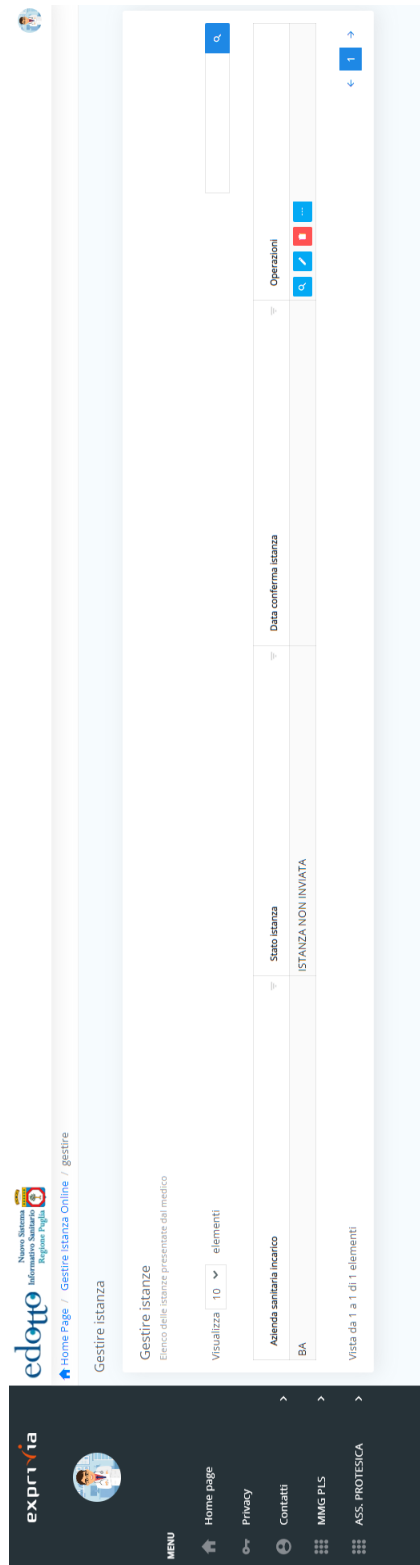 exprivia
MENU
Home page
Privacy
Contatti
MMG PLS
ASS. PROTESICA
edotto Nuovo Sistema
Informativo Sanitario
Regione Puglia
Home Page / Gestire Istanza Online / gestire
Gestire istanza
Gestire istanze
Elenco delle istanze presentate dal medico
Visualizza 10 elementi
Azienda sanitaria incarico Stato istanza Data conferma istanza Operazioni
BA ISTANZA NON INVIATA
Vista da 1 a 1 di 1 elementi
← 1 →